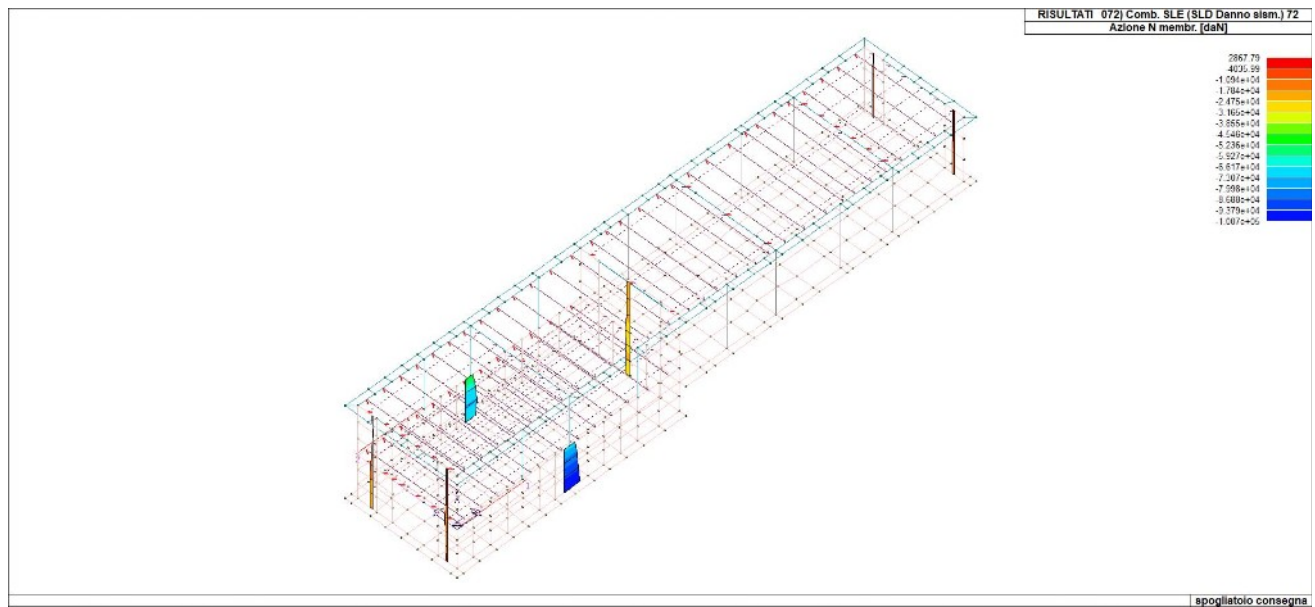 RISULTATI 072) Comb. SLE (SLD Danno sism.) 72
Azione N membr. [daN]
2867.79
-1.094e+04
-1.784e+04
-2.475e+04
-3.165e+04
-3.855e+04
-4.546e+04
-5.236e+04
-5.927e+04
-6.617e+04
-7.307e+04
-7.998e+04
-8.688e+04
-9.379e+04
-1.007e+05
spogliatoio consegna